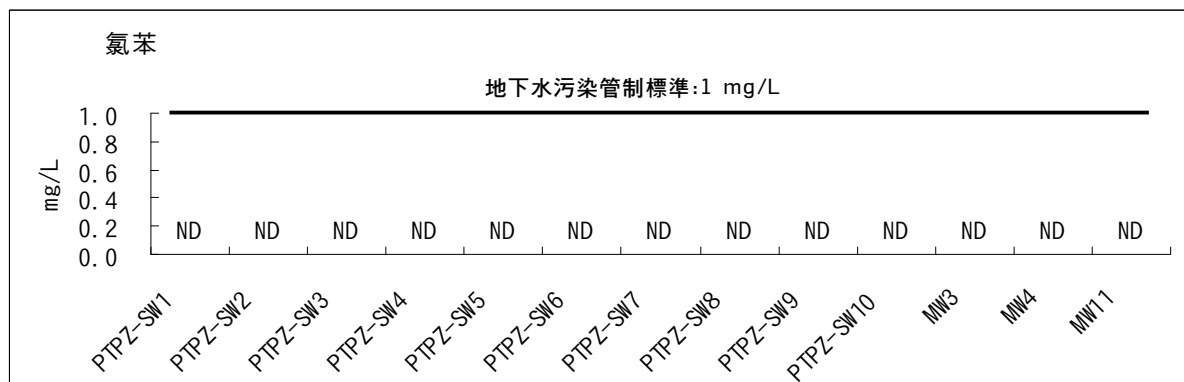 氯苯
地下水污染管制標準:1 mg/L
mg/L
1.0
0.8
0.6
0.4
0.2
0.0
ND ND ND ND ND ND ND ND ND ND ND ND ND
PTPZ-SW1 PTPZ-SW2 PTPZ-SW3 PTPZ-SW4 PTPZ-SW5 PTPZ-SW6 PTPZ-SW7 PTPZ-SW8 PTPZ-SW9 PTPZ-SW10 MW3 MW4 MW11